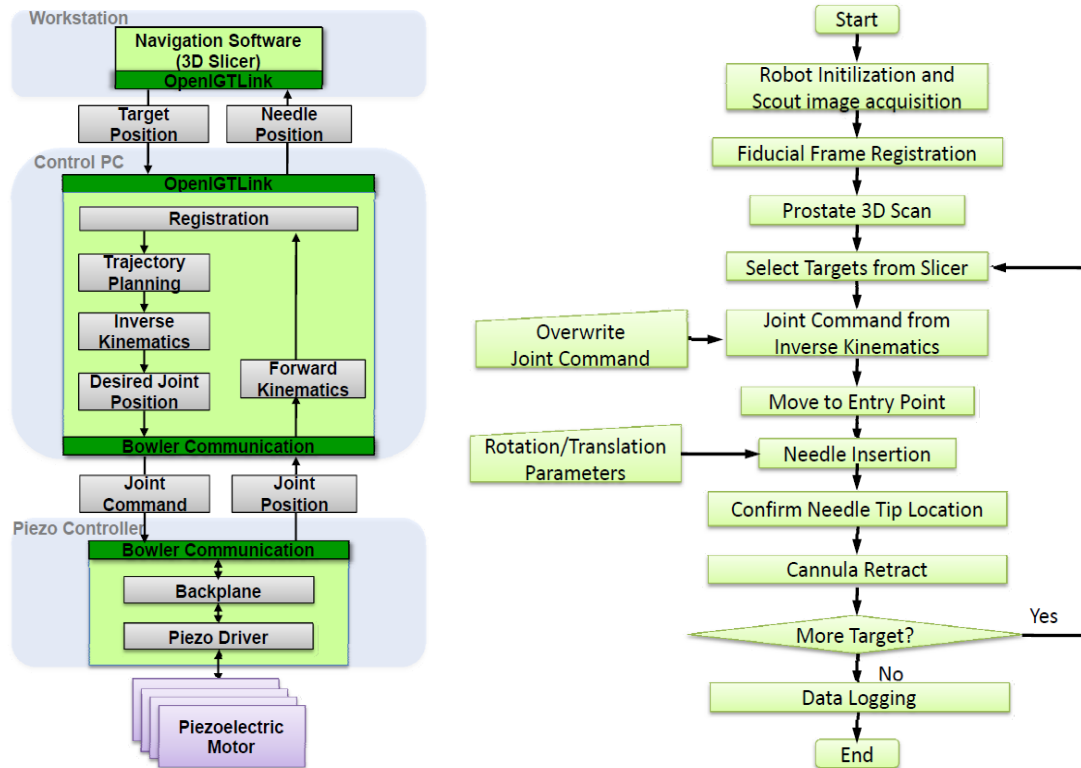 Workstation
Navigation Software
(3D Slicer)
OpenIGTLink
Target
Position
Needle
Position
Control PC
OpenIGTLink
Registration
Trajectory
Planning
Inverse
Kinematics
Desired Joint
Position
Forward
Kinematics
Bowler Communication
Joint
Command
Joint
Position
Piezo Controller
Bowler Communication
Backplane
Piezo Driver
Piezoelectric
Motor
Start
Robot Initilization and
Scout image acquisition
Fiducial Frame Registration
Prostate 3D Scan
Select Targets from Slicer
Overwrite
Joint Command
Joint Command from
Inverse Kinematics
Move to Entry Point
Rotation/Translation
Parameters
Needle Insertion
Confirm Needle Tip Location
Cannula Retract
More Target?
Yes
No
Data Logging
End